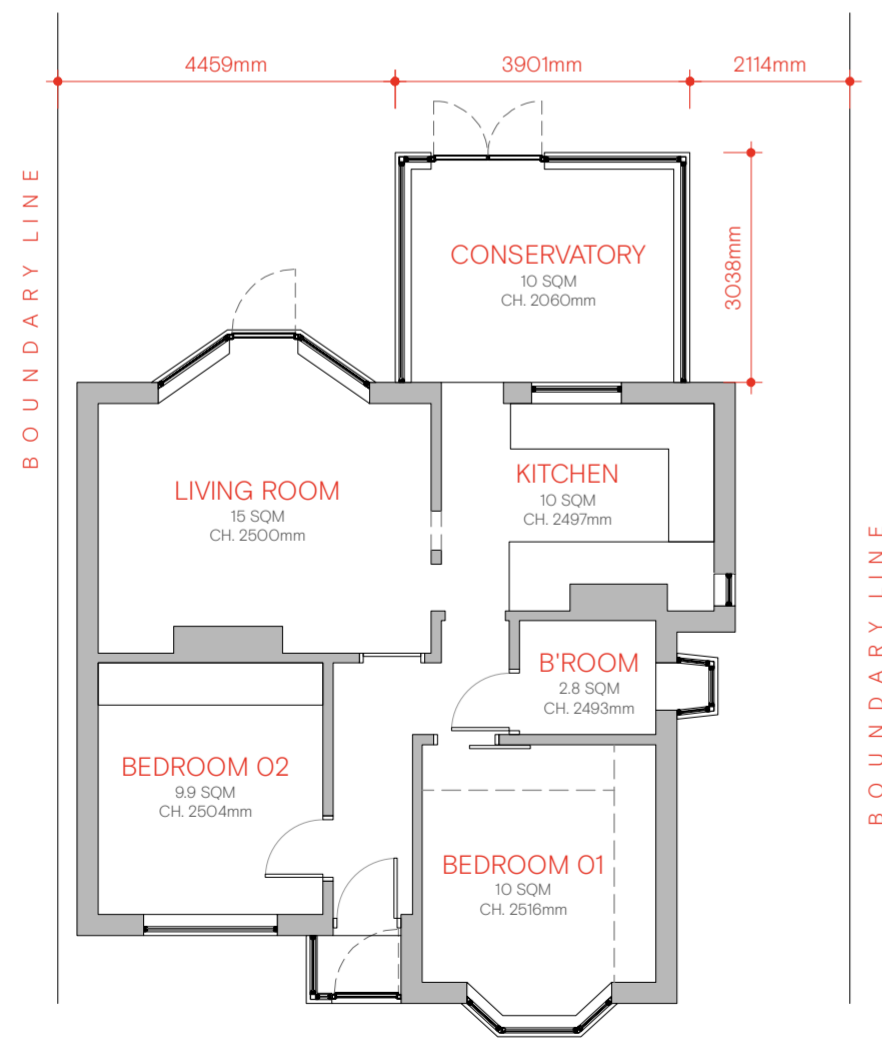 4459mm
3901mm
2114mm
BOUNDARY LINE
CONSERVATORY
10 SQM
CH. 2060mm
3038mm
LIVING ROOM
15 SQM
CH. 2500mm
KITCHEN
10 SQM
CH. 2497mm
BOUNDARY LINE
B'ROOM
2.8 SQM
CH. 2493mm
BEDROOM 02
9.9 SQM
CH. 2504mm
BEDROOM 01
10 SQM
CH. 2516mm